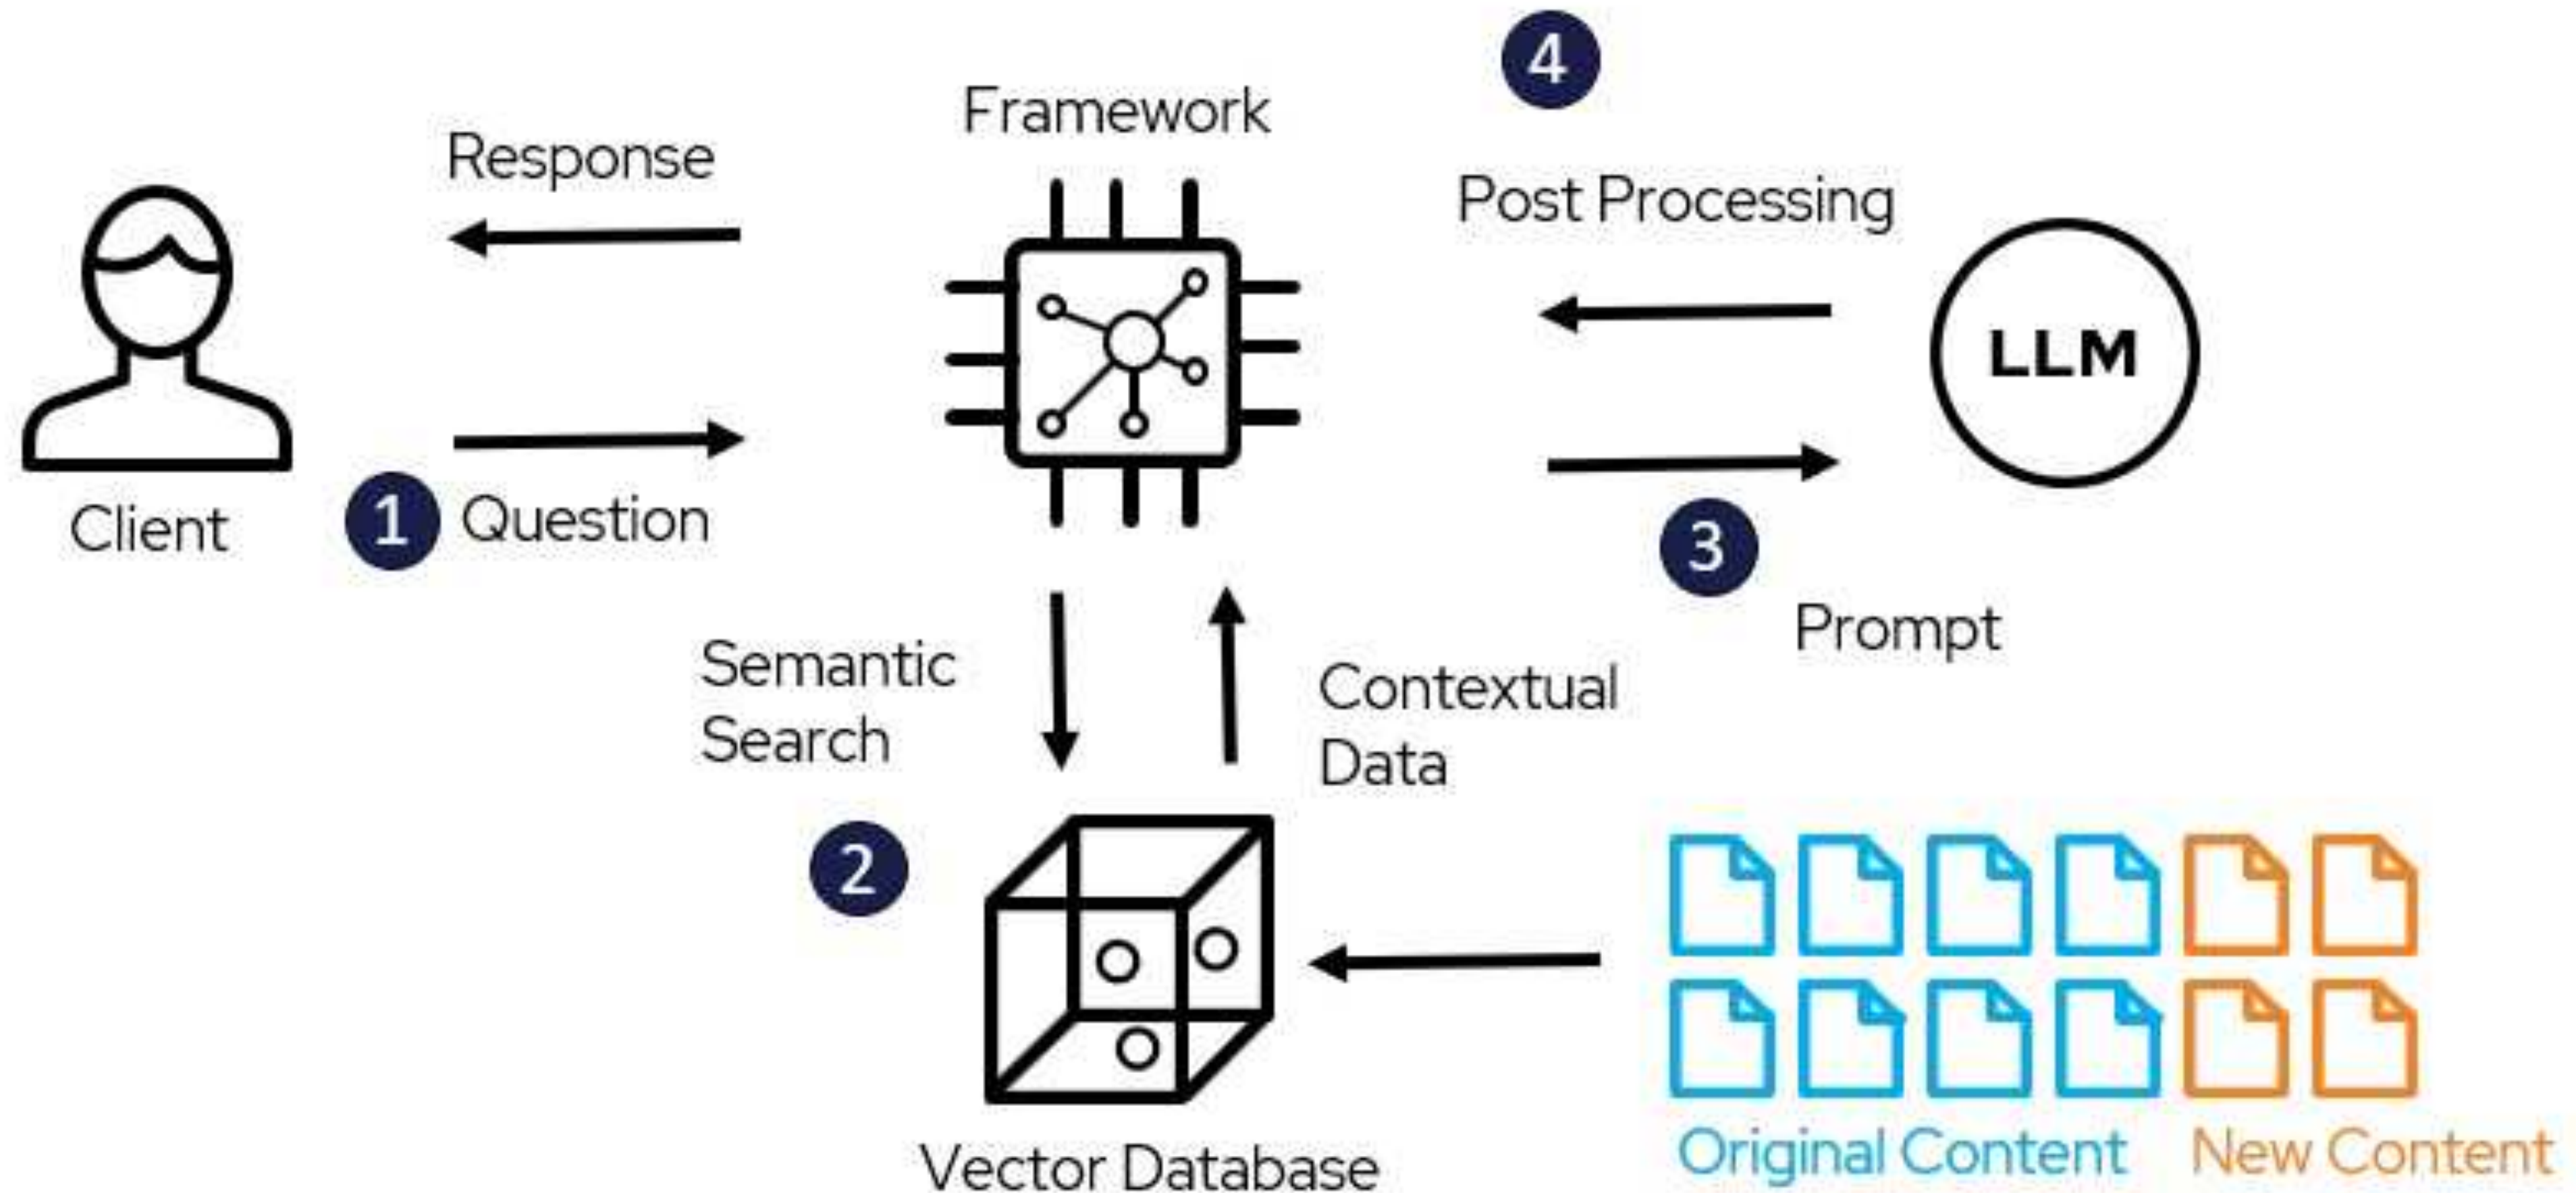 4
Framework
Response
Post Processing
LLM
Client
1 Question
3
Prompt
Semantic
Search
Contextual
Data
2
Vector Database
Original Content
New Content